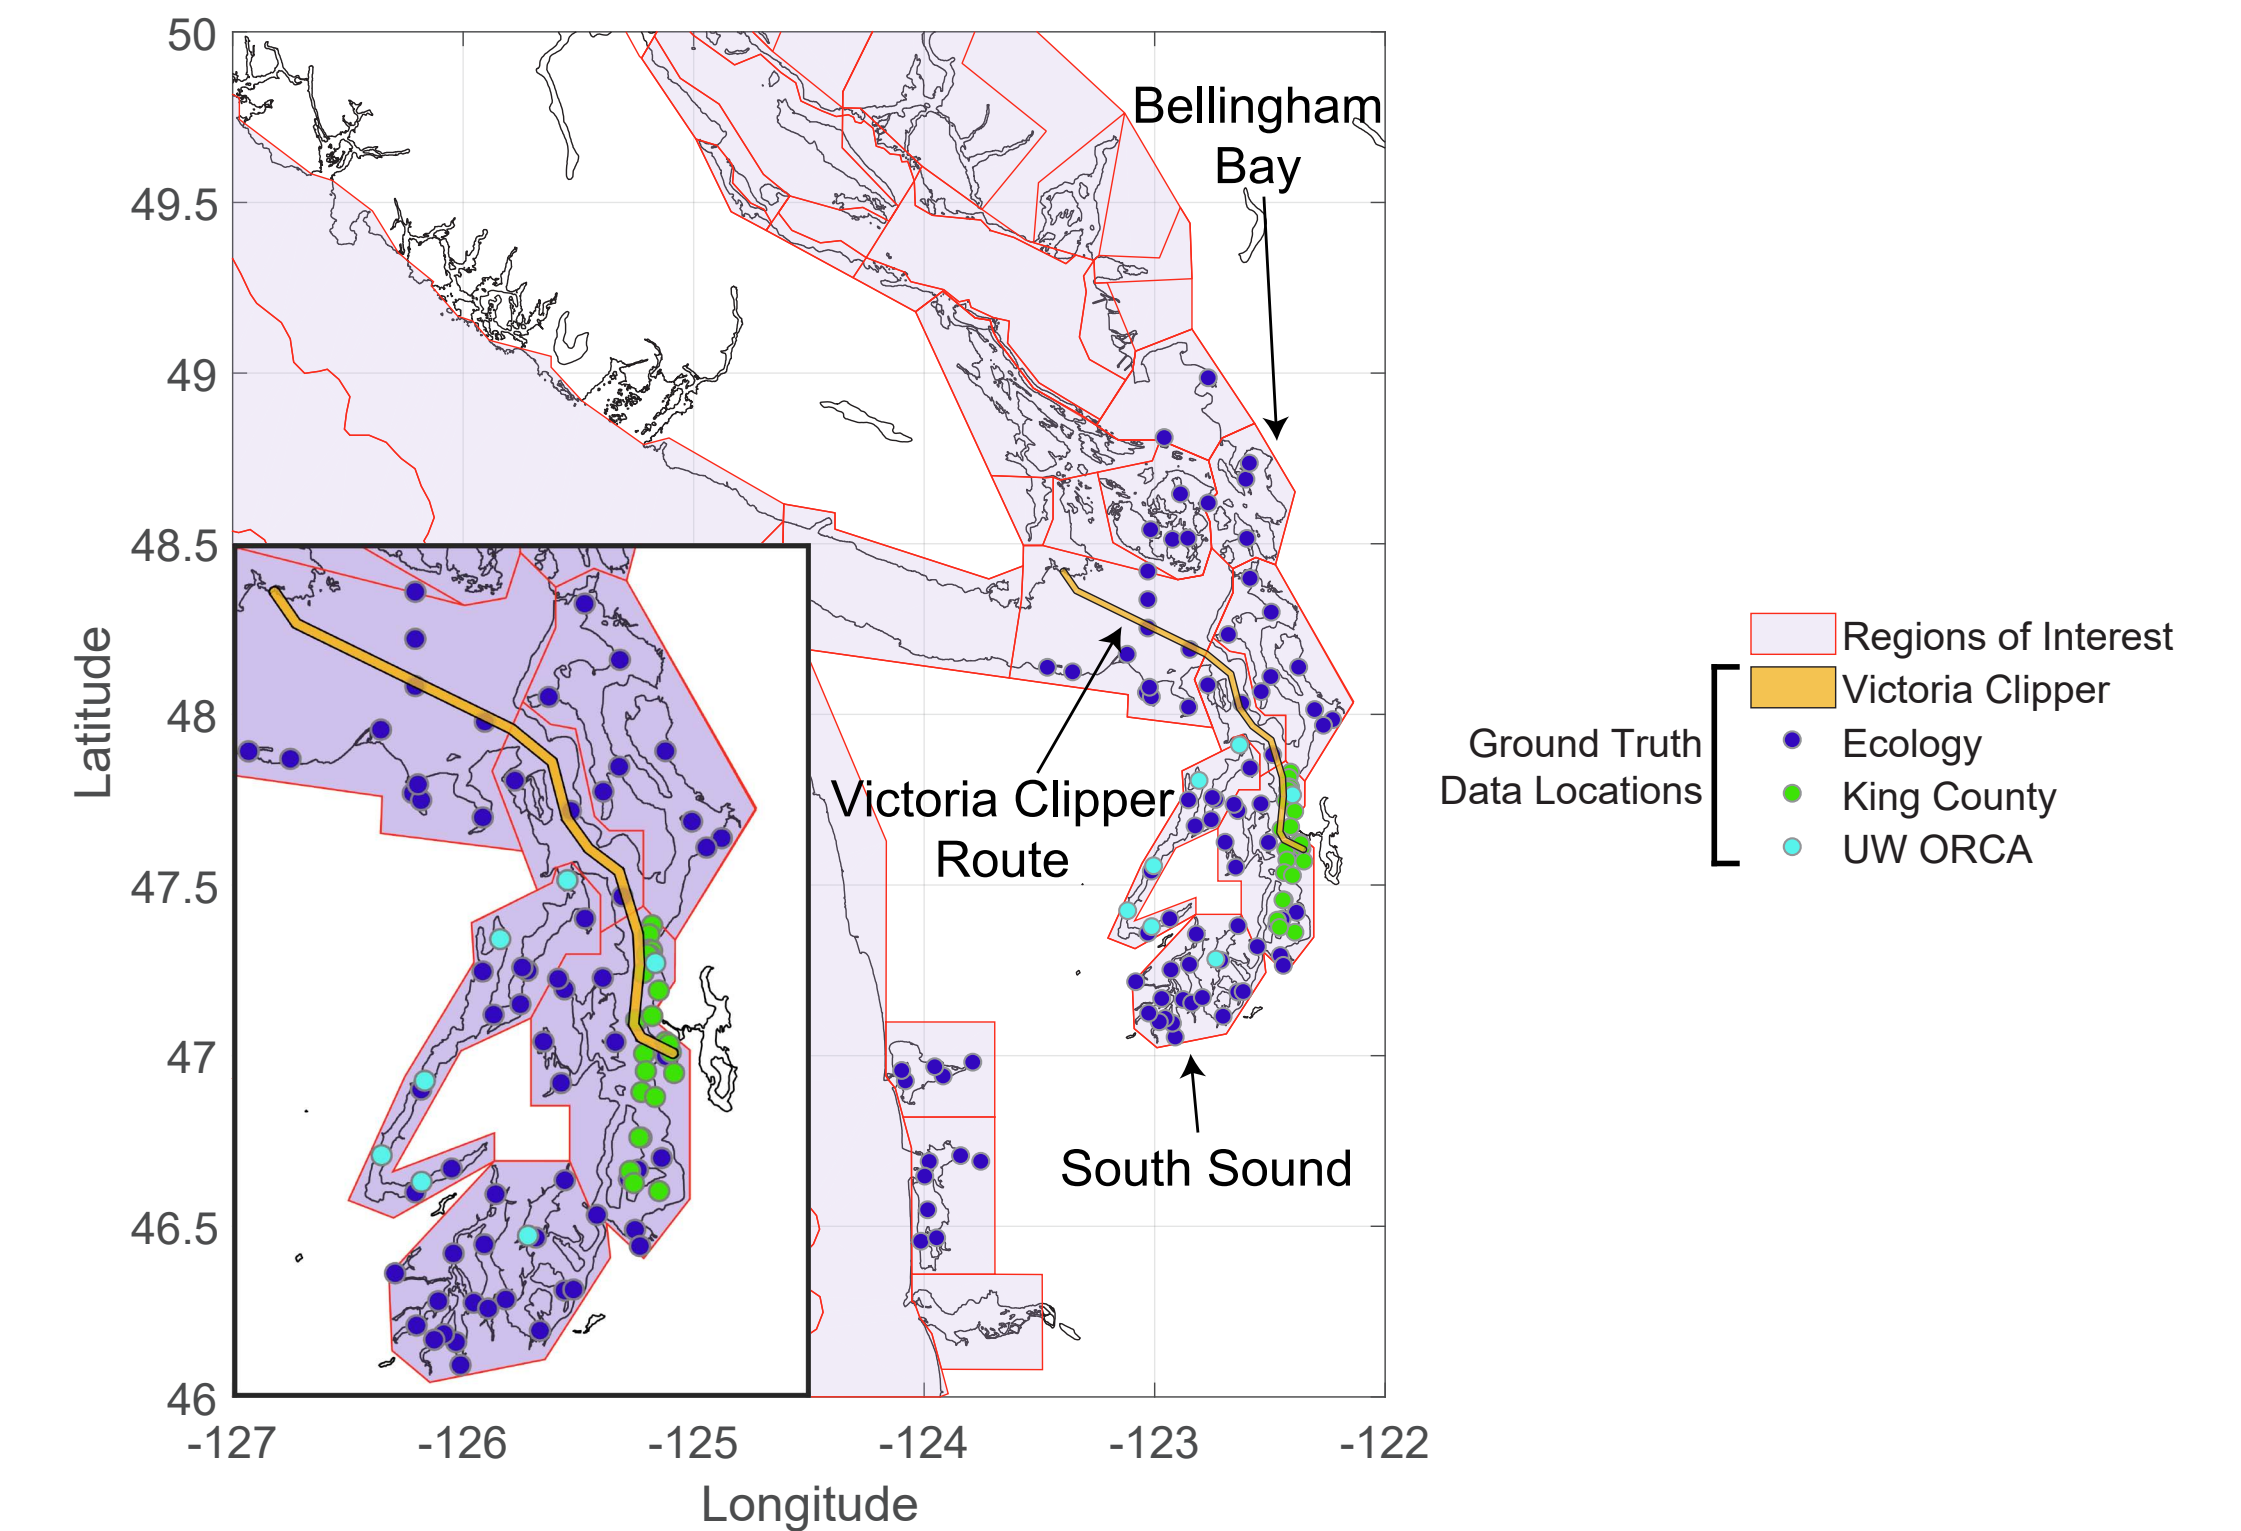 50
49.5
49
48.5
48
47.5
47
46.5
46
-127
-126
-125
-124
-123
-122
Latitude
Longitude
Bellingham
Bay
Victoria Clipper
Route
South Sound
Regions of Interest
Victoria Clipper
Ground Truth
Data Locations
Ecology
King County
UW ORCA